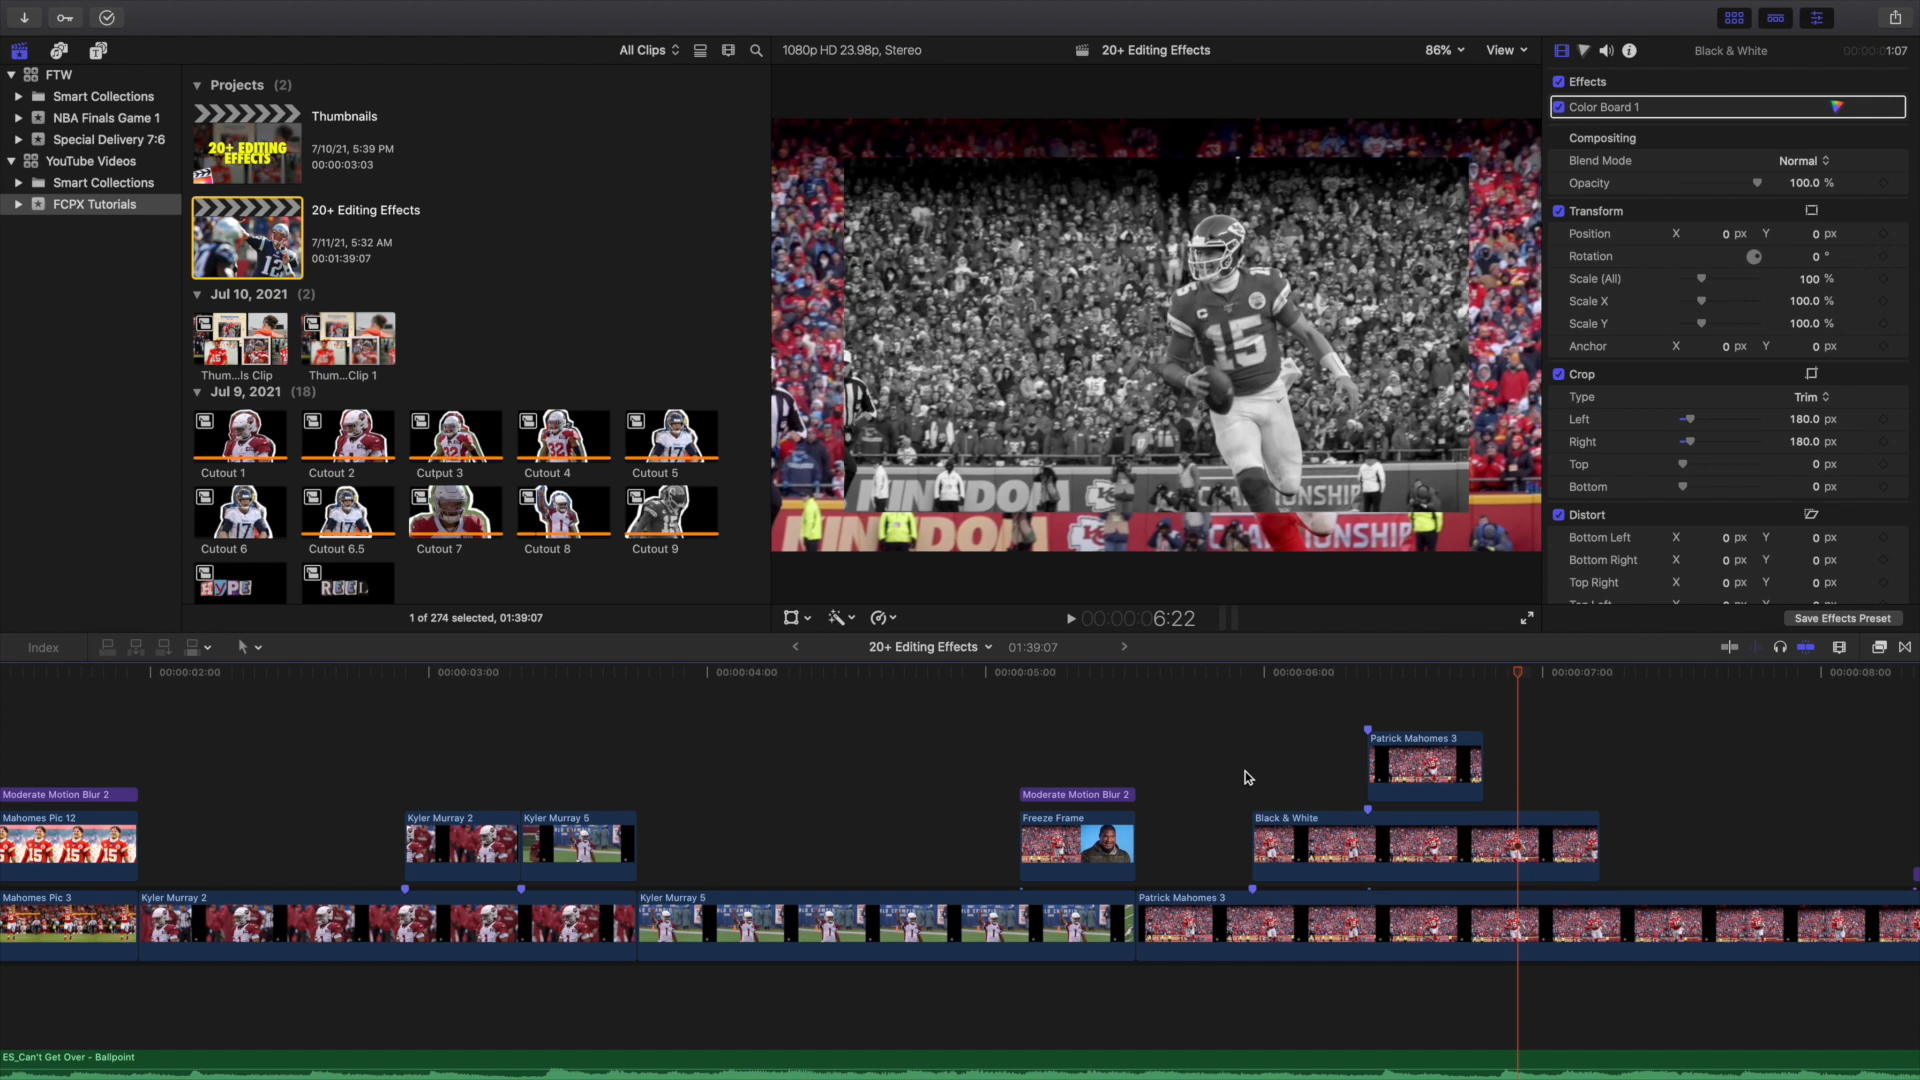 All Clips
1080p HD 23.98p, Stereo
20+ Editing Effects
86%
View
Black & White
00:00:01:07
FTW
Smart Collections
NBA Finals Game 1
Special Delivery 7:6
YouTube Videos
Smart Collections
FCPX Tutorials
Projects (2)
20+ EDITING
EFFECTS
Thumbnails
7/10/21, 5:39 PM
00:00:03:03
20+ Editing Effects
7/11/21, 5:32 AM
00:01:39:07
Jul 10, 2021 (2)
Thum...ls Clip
Thum...Clip 1
Jul 9, 2021 (18)
Cutout 1
Cutout 2
Cutput 3
Cutout 4
Cutout 5
Cutout 6
Cutout 6.5
Cutout 7
Cutout 8
Cutout 9
HYPE
REEL
1 of 274 selected, 01:39:07
15
00:00:06:22
Effects
Color Board 1
Compositing
Blend Mode Normal
Opacity 100.0 %
Transform
Position X 0 px Y 0 px
Rotation 0 °
Scale (All) 100 %
Scale X 100.0 %
Scale Y 100.0 %
Anchor X 0 px Y 0 px
Crop
Type Trim
Left 180.0 px
Right 180.0 px
Top 0 px
Bottom 0 px
Distort
Bottom Left X 0 px Y 0 px
Bottom Right X 0 px Y 0 px
Top Right X 0 px Y 0 px
Save Effects Preset
Index
20+ Editing Effects
01:39:07
00:00:02:00
00:00:03:00
00:00:04:00
00:00:05:00
00:00:06:00
00:00:07:00
00:00:08:00
Patrick Mahomes 3
Moderate Motion Blur 2
Moderate Motion Blur 2
Mahomes Pic 12
Kyler Murray 2
Kyler Murray 5
Freeze Frame
Black & White
Mahomes Pic 3
Kyler Murray 2
Kyler Murray 5
Patrick Mahomes 3
ES_Can't Get Over - Ballpoint